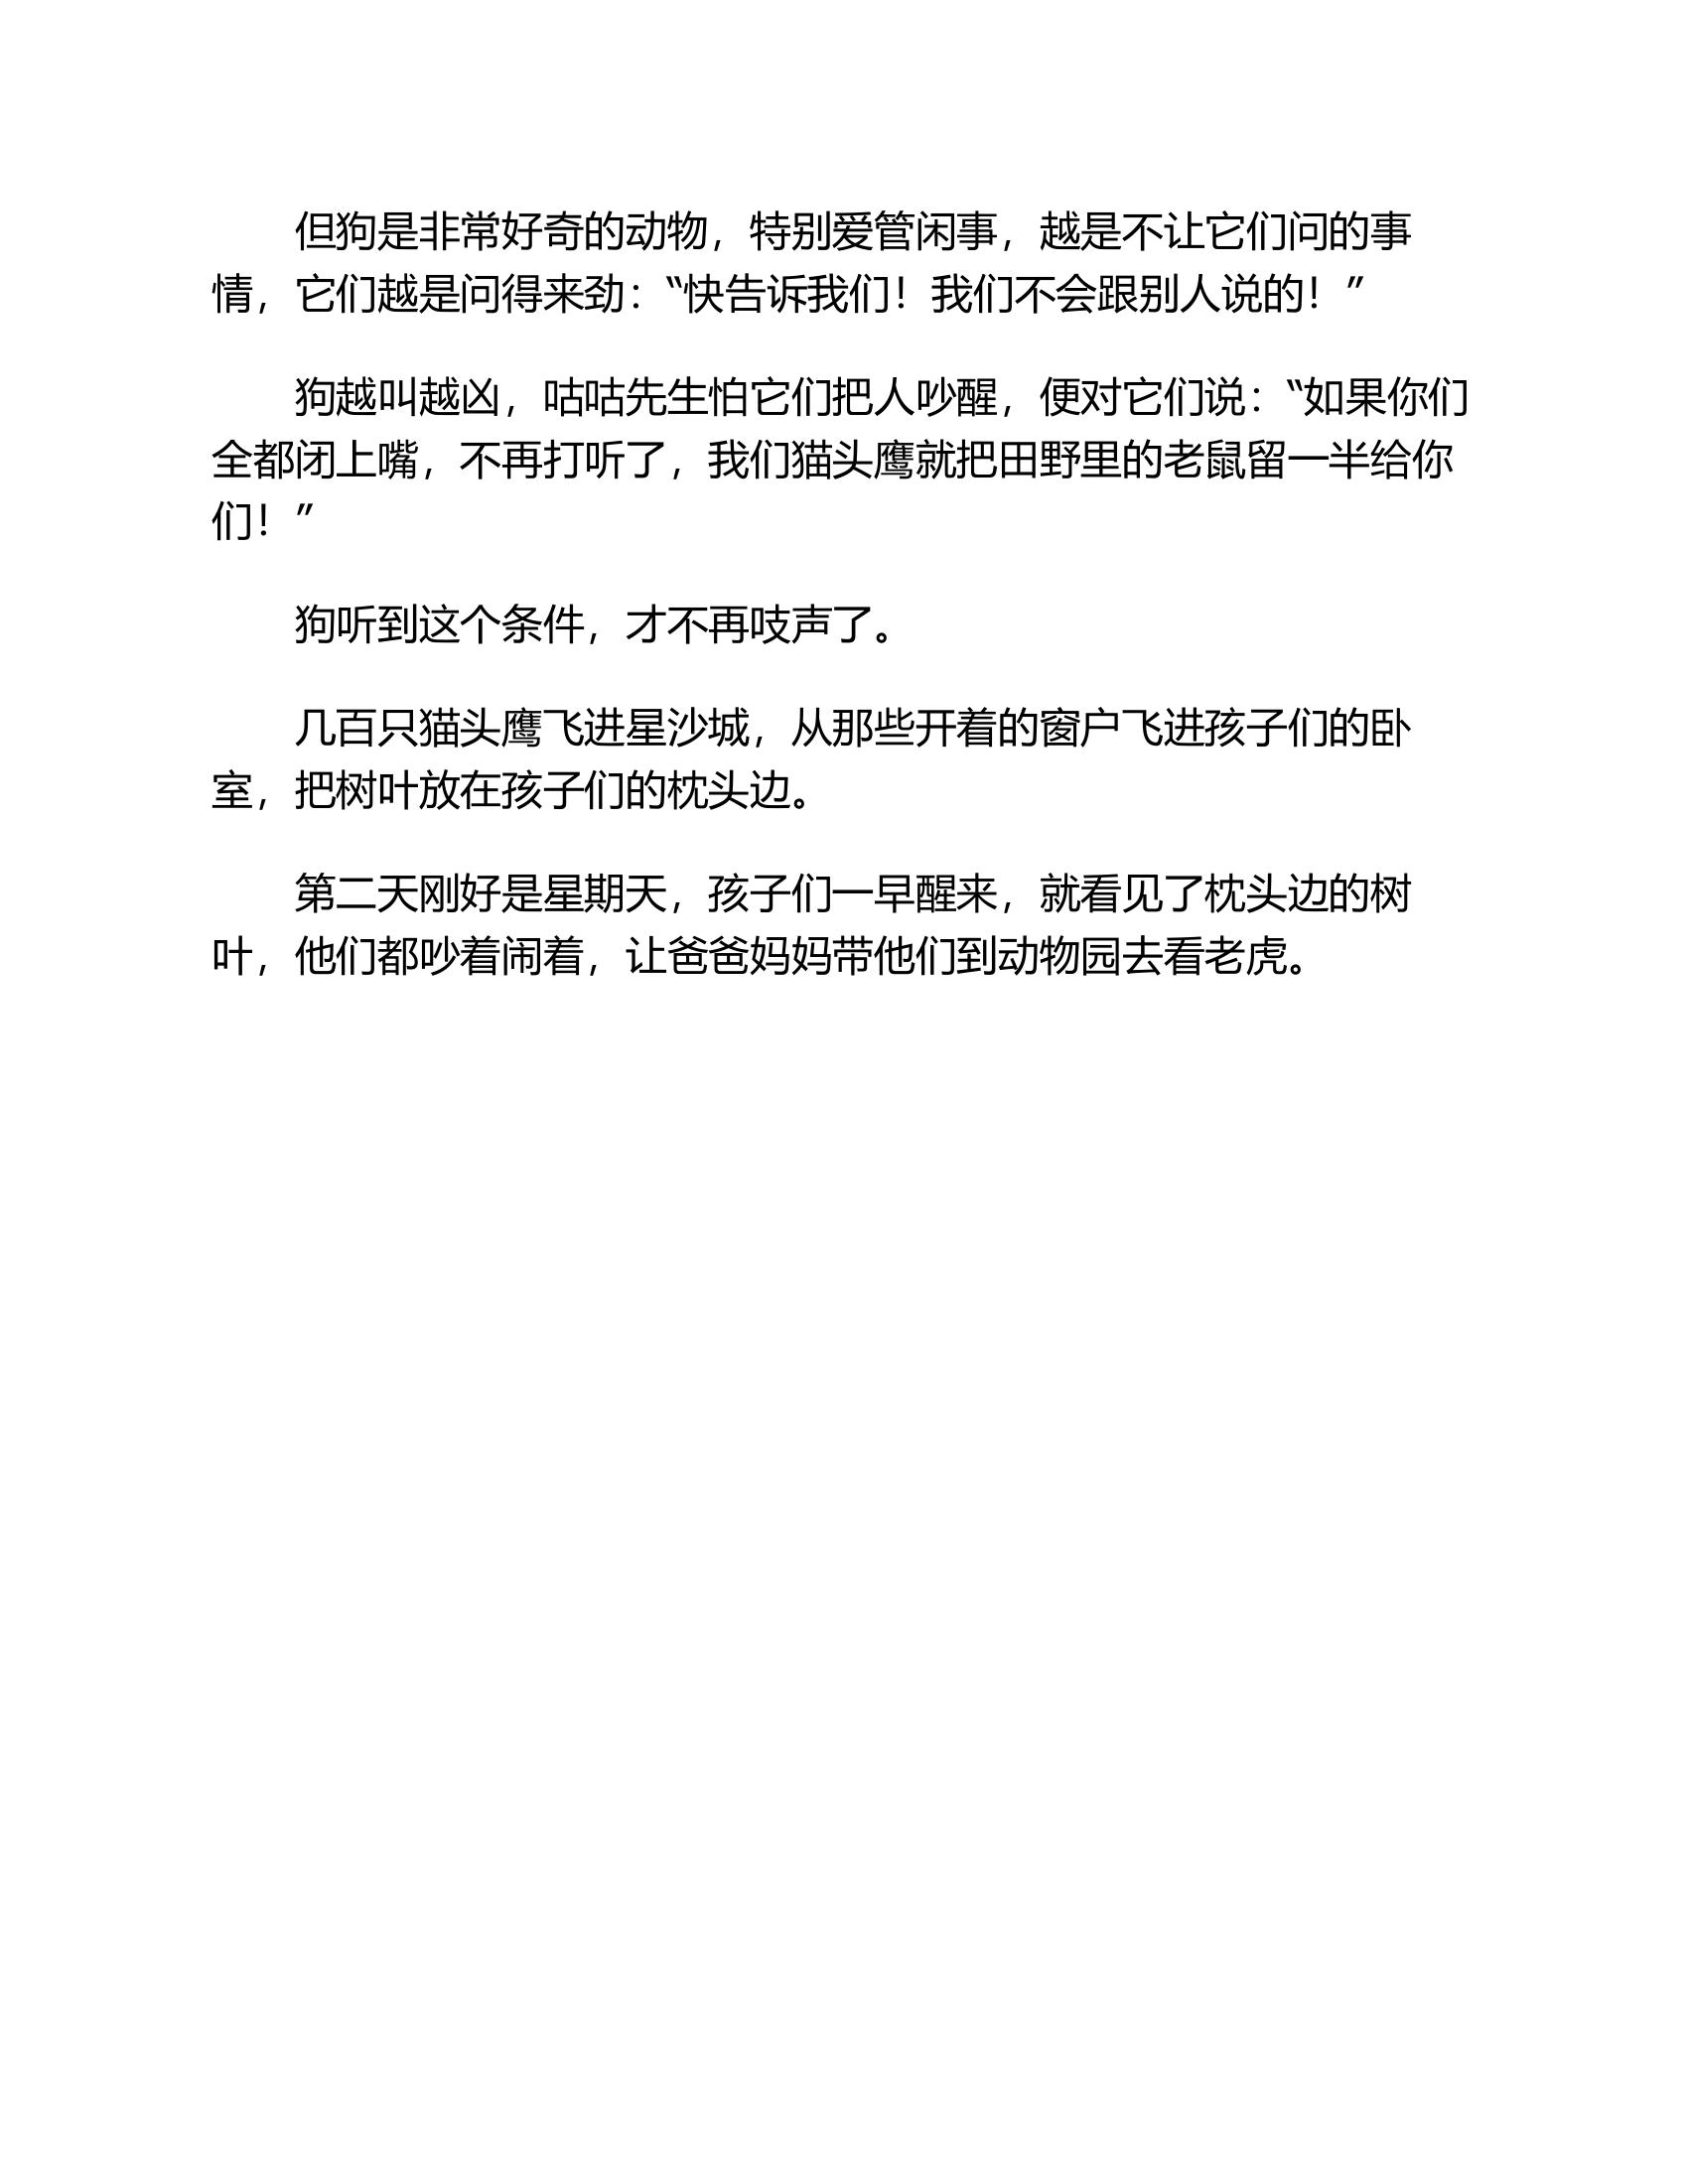 但狗是非常好奇的动物，特别爱管闲事，越是不让它们问的事
情，它们越是问得来劲：“快告诉我们！我们不会跟别人说的！”
狗越叫越凶，咕咕先生怕它们把人吵醒，便对它们说：“如果你们
全都闭上嘴，不再打听了，我们猫头鹰就把田野里的老鼠留一半给你
们！”
狗听到这个条件，才不再吱声了。
几百只猫头鹰飞进星沙城，从那些开着的窗户飞进孩子们的卧
室，把树叶放在孩子们的枕头边。
第二天刚好是星期天，孩子们一早醒来，就看见了枕头边的树
叶，他们都吵着闹着，让爸爸妈妈带他们到动物园去看老虎。